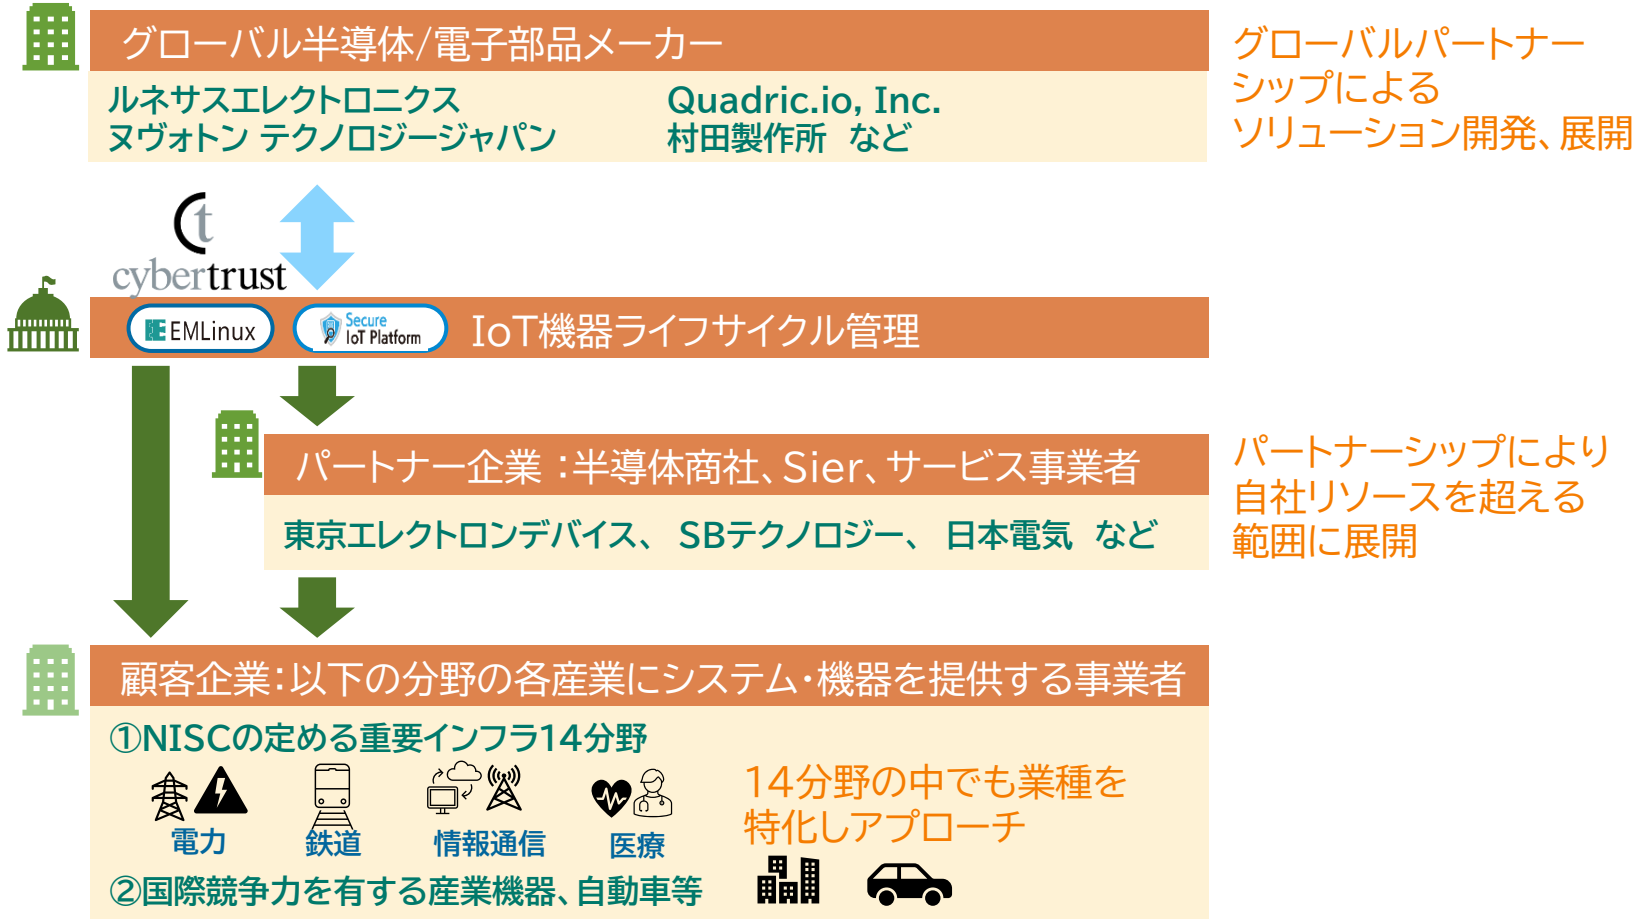 グローバル半導体/電子部品メーカー
ルネサスエレクトロニクス
ヌヴォトン テクノロジージャパン
Quadric.io, Inc.
村田製作所 など
グローバルパートナー
シップによる
ソリューション開発、展開
cybertrust
EMLinux
Secure
IoT Platform
IoT機器ライフサイクル管理
パートナー企業：半導体商社、Sier、サービス事業者
東京エレクトロンデバイス、 SBテクノロジー、 日本電気 など
パートナーシップにより
自社リソースを超える
範囲に展開
顧客企業：以下の分野の各産業にシステム・機器を提供する事業者
①NISCの定める重要インフラ14分野
電力
鉄道
情報通信
医療
14分野の中でも業種を
特化しアプローチ
②国際競争力を有する産業機器、自動車等